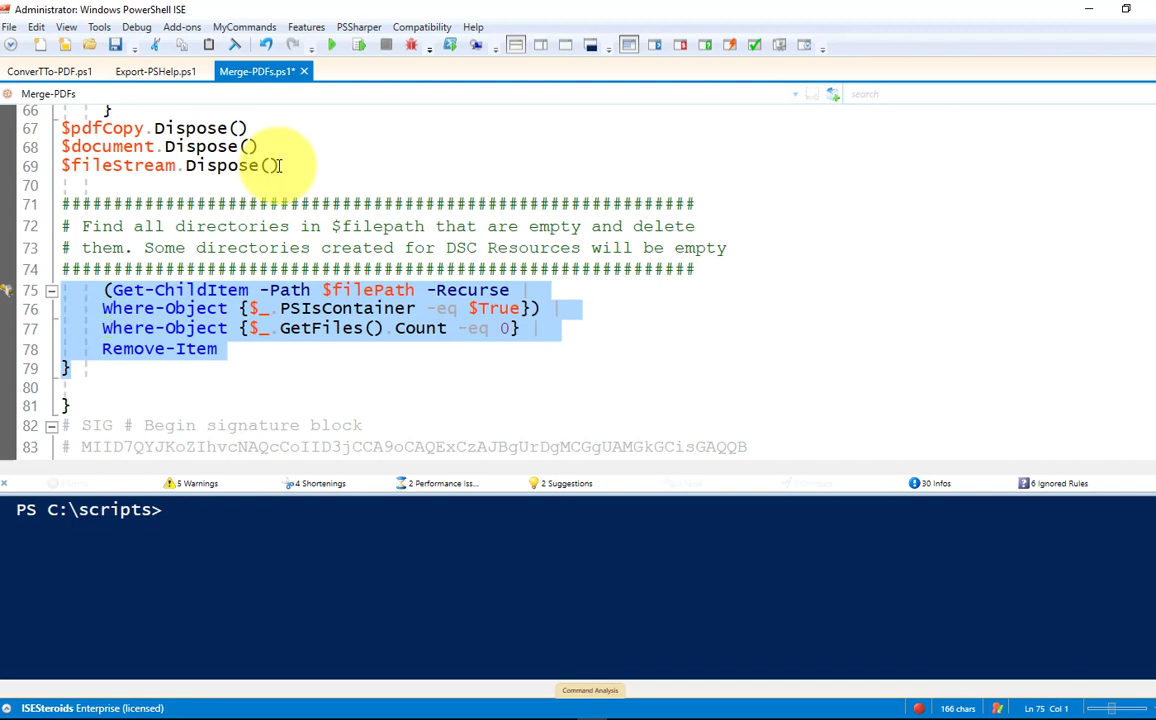 Administrator: Windows PowerShell ISE
File Edit View Tools Debug Add-ons MyCommands Features PSSharper Compatibility Help
ConverTTo-PDF.ps1 Export-PSHelp.ps1 Merge-PDFs.ps1*
Merge-PDFs search
66 }
67 $pdfCopy.Dispose()
68 $document.Dispose()
69 $fileStream.Dispose()
70
71 #############################################################
72 # Find all directories in $filepath that are empty and delete
73 # them. Some directories created for DSC Resources will be empty
74 #############################################################
75 (Get-ChildItem -Path $filePath -Recurse |
76 Where-Object {$_.PSIsContainer -eq $True}) |
77 Where-Object {$_.GetFiles().Count -eq 0} |
78 Remove-Item
79 }
80
81 }
82 # SIG # Begin signature block
83 # MIID7QYJKoZIhvcNAQcCoIID3jCCA9oCAQExCzAJBgUrDgMCGgUAMGkGCisGAQQB
5 Warnings 4 Shortenings 2 Performance Iss... 2 Suggestions 30 Infos 6 Ignored Rules
PS C:\scripts>
Command Analysis
ISESteroids Enterprise (licensed) 166 chars Ln 75 Col 1